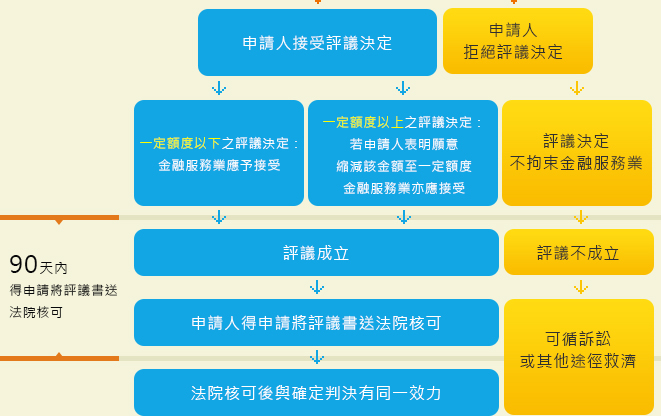 申請人接受評議決定
申請人
拒絕評議決定
一定額度以下之評議決定：
金融服務業應予接受
一定額度以上之評議決定：
若申請人表明願意
縮減該金額至一定額度
金融服務業亦應接受
評議決定
不拘束金融服務業
90天內
得申請將評議書送
法院核可
評議成立
評議不成立
申請人得申請將評議書送法院核可
可循訴訟
或其他途徑救濟
法院核可後與確定判決有同一效力